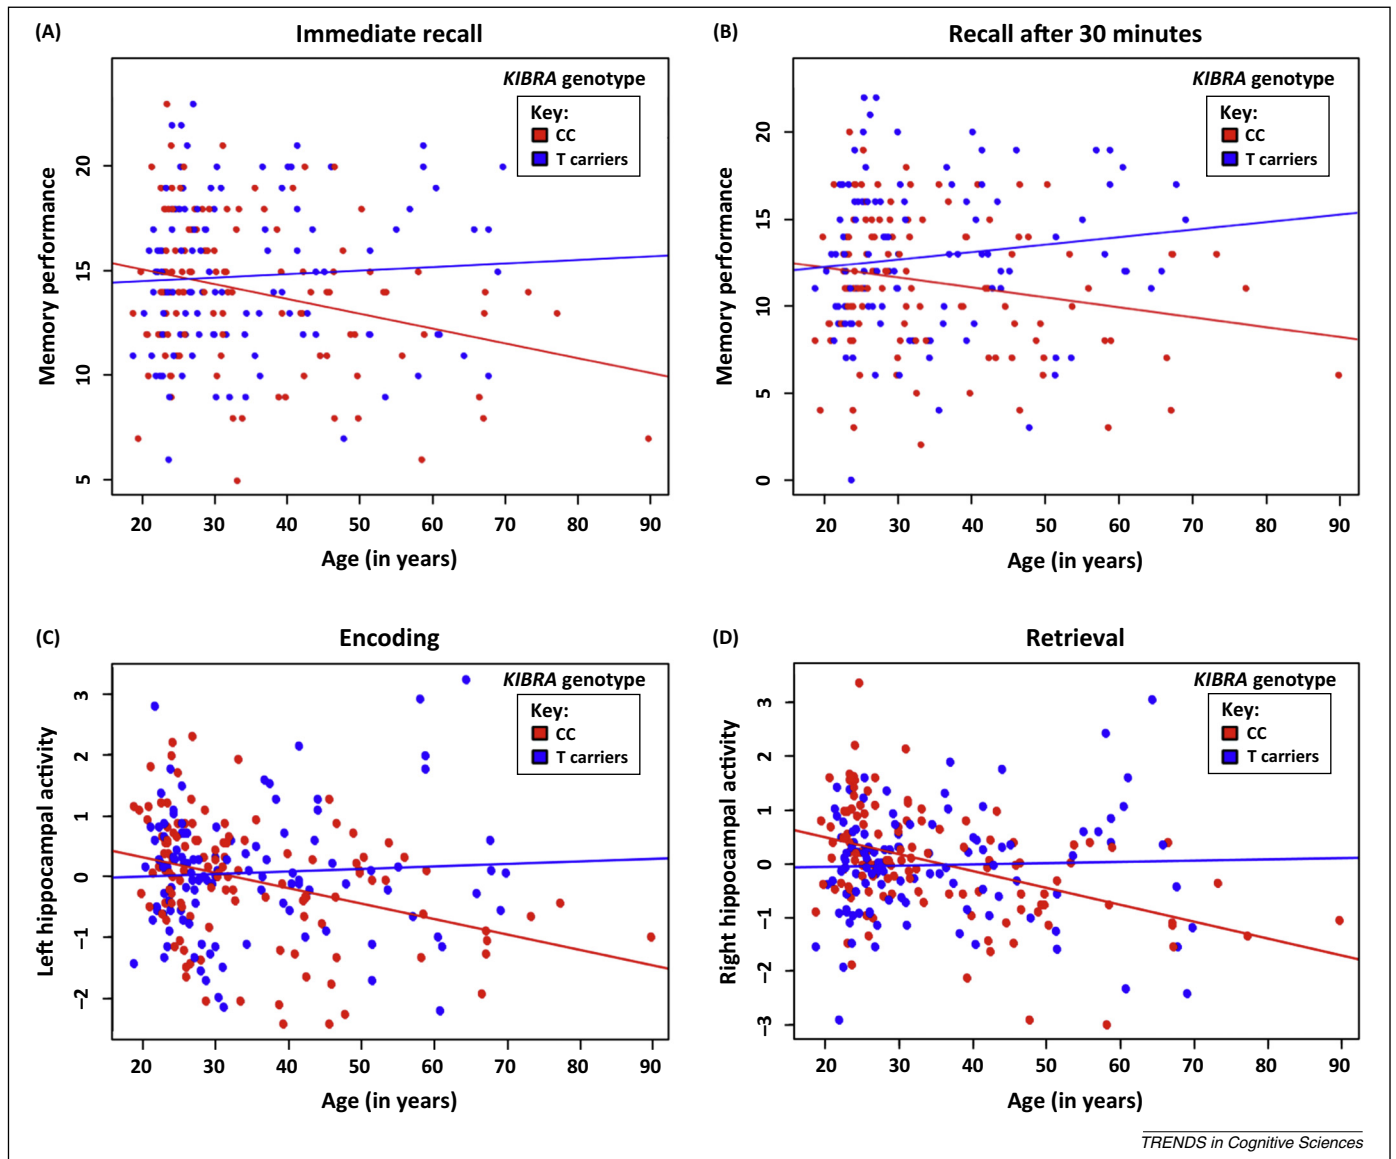 (A)
Immediate recall
KIBRA genotype
Key:
CC
T carriers
Memory performance
20
15
10
5
20 30 40 50 60 70 80 90
Age (in years)
(B)
Recall after 30 minutes
KIBRA genotype
Key:
CC
T carriers
Memory performance
20
15
10
5
0
20 30 40 50 60 70 80 90
Age (in years)
(C)
Encoding
KIBRA genotype
Key:
CC
T carriers
Left hippocampal activity
3
2
1
0
–1
–2
20 30 40 50 60 70 80 90
Age (in years)
(D)
Retrieval
KIBRA genotype
Key:
CC
T carriers
Right hippocampal activity
3
2
1
0
–1
–2
–3
20 30 40 50 60 70 80 90
Age (in years)
TRENDS in Cognitive Sciences